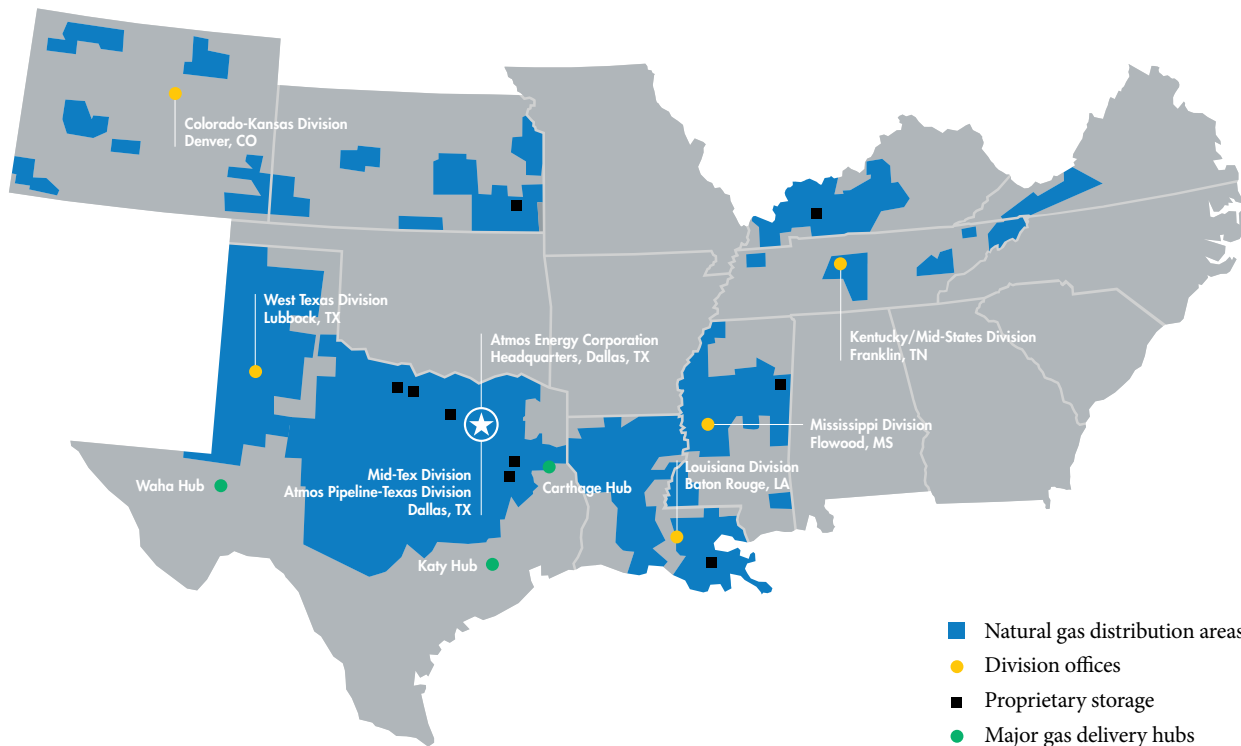 Colorado-Kansas Division
Denver, CO
West Texas Division
Lubbock, TX
Atmos Energy Corporation
Headquarters, Dallas, TX
Kentucky/Mid-States Division
Franklin, TN
Mississippi Division
Flowood, MS
Louisiana Division
Baton Rouge, LA
Mid-Tex Division
Atmos Pipeline-Texas Division
Dallas, TX
Carthage Hub
Waha Hub
Katy Hub
Natural gas distribution areas
Division offices
Proprietary storage
Major gas delivery hubs